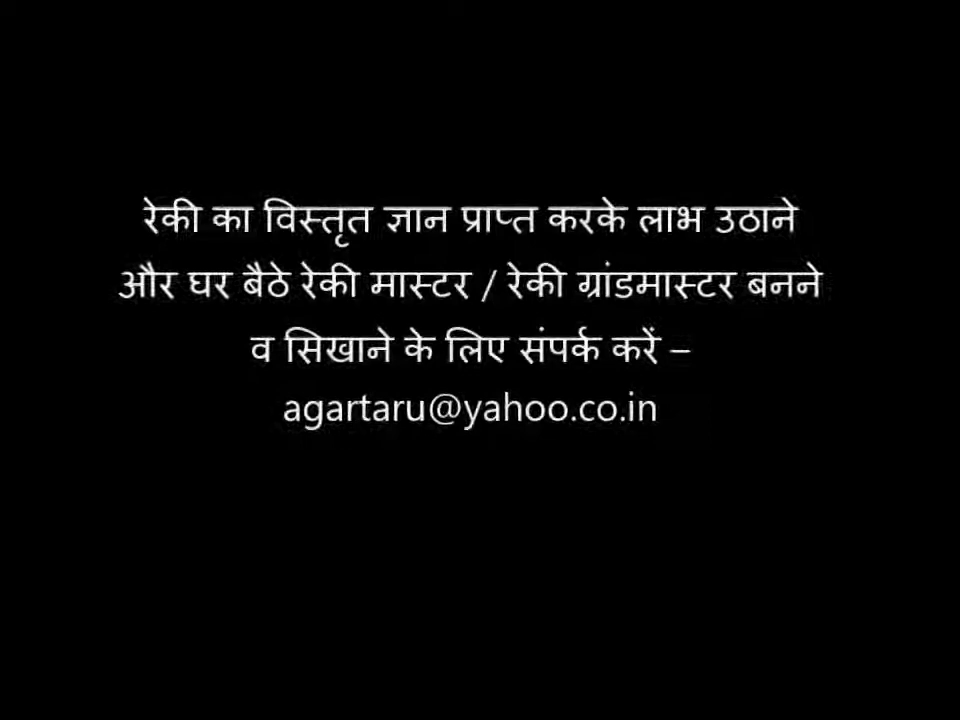 रेकी का विस्तृत ज्ञान प्राप्त करके लाभ उठाने
और घर बैठे रेकी मास्टर / रेकी ग्रांडमास्टर बनने
व सिखाने के लिए संपर्क करें –
agartaru@yahoo.co.in